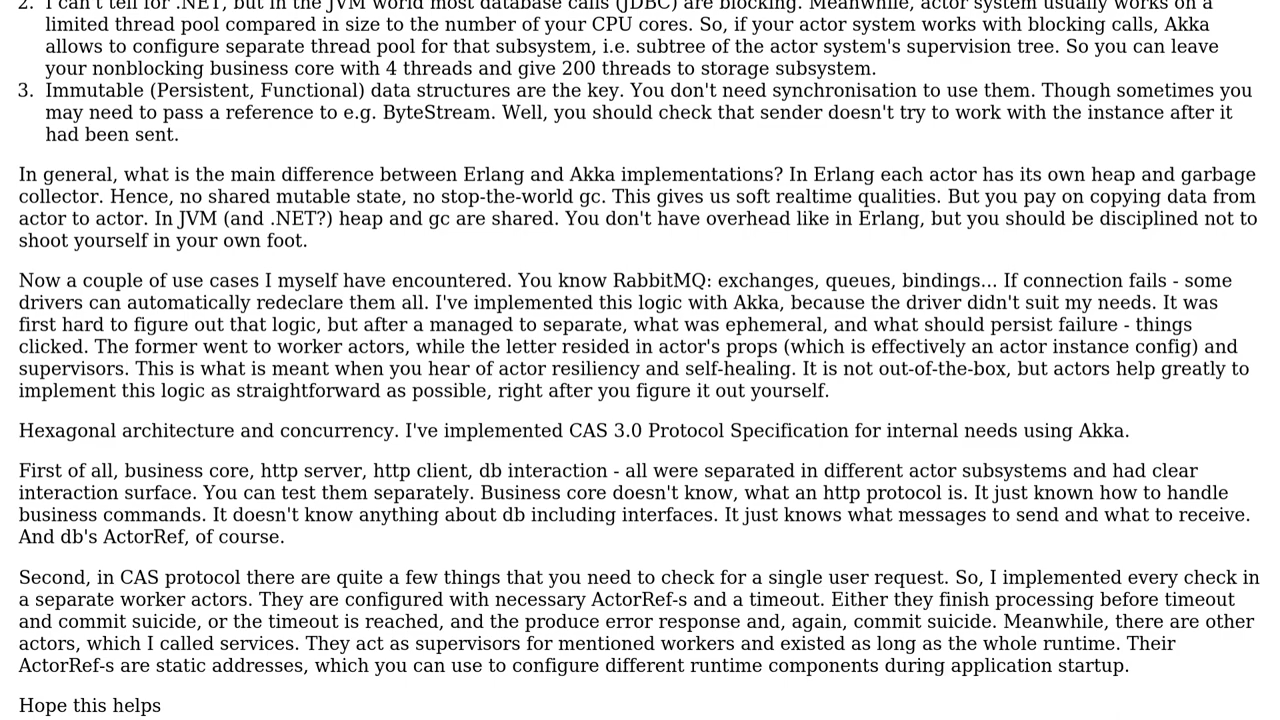 2. I can't tell for .NET, but in the JVM world most database calls (JDBC) are blocking. Meanwhile, actor system usually works on a
limited thread pool compared in size to the number of your CPU cores. So, if your actor system works with blocking calls, Akka
allows to configure separate thread pool for that subsystem, i.e. subtree of the actor system's supervision tree. So you can leave
your nonblocking business core with 4 threads and give 200 threads to storage subsystem.
3. Immutable (Persistent, Functional) data structures are the key. You don't need synchronisation to use them. Though sometimes you
may need to pass a reference to e.g. ByteStream. Well, you should check that sender doesn't try to work with the instance after it
had been sent.
In general, what is the main difference between Erlang and Akka implementations? In Erlang each actor has its own heap and garbage
collector. Hence, no shared mutable state, no stop-the-world gc. This gives us soft realtime qualities. But you pay on copying data from
actor to actor. In JVM (and .NET?) heap and gc are shared. You don't have overhead like in Erlang, but you should be disciplined not to
shoot yourself in your own foot.
Now a couple of use cases I myself have encountered. You know RabbitMQ: exchanges, queues, bindings... If connection fails - some
drivers can automatically redeclare them all. I've implemented this logic with Akka, because the driver didn't suit my needs. It was
first hard to figure out that logic, but after a managed to separate, what was ephemeral, and what should persist failure - things
clicked. The former went to worker actors, while the letter resided in actor's props (which is effectively an actor instance config) and
supervisors. This is what is meant when you hear of actor resiliency and self-healing. It is not out-of-the-box, but actors help greatly to
implement this logic as straightforward as possible, right after you figure it out yourself.
Hexagonal architecture and concurrency. I've implemented CAS 3.0 Protocol Specification for internal needs using Akka.
First of all, business core, http server, http client, db interaction - all were separated in different actor subsystems and had clear
interaction surface. You can test them separately. Business core doesn't know, what an http protocol is. It just known how to handle
business commands. It doesn't know anything about db including interfaces. It just knows what messages to send and what to receive.
And db's ActorRef, of course.
Second, in CAS protocol there are quite a few things that you need to check for a single user request. So, I implemented every check in
a separate worker actors. They are configured with necessary ActorRef-s and a timeout. Either they finish processing before timeout
and commit suicide, or the timeout is reached, and the produce error response and, again, commit suicide. Meanwhile, there are other
actors, which I called services. They act as supervisors for mentioned workers and existed as long as the whole runtime. Their
ActorRef-s are static addresses, which you can use to configure different runtime components during application startup.
Hope this helps